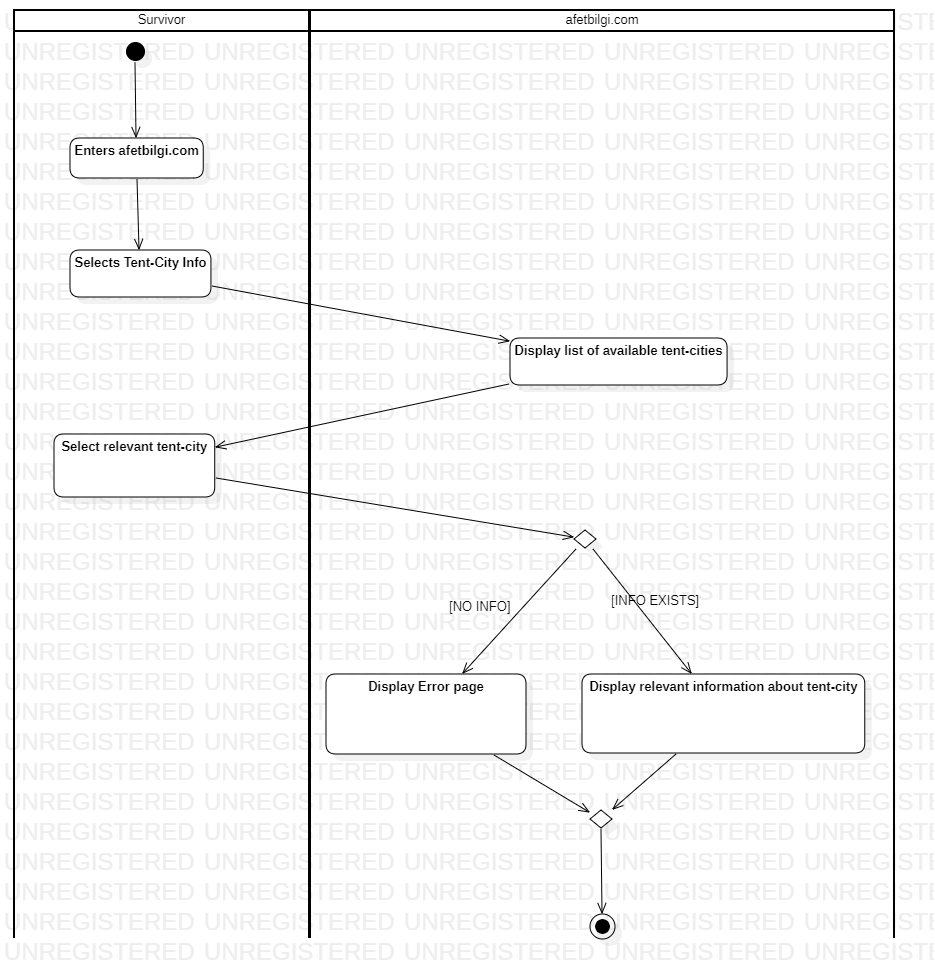 Survivor
afetbilgi.com
Enters afetbilgi.com
Selects Tent-City Info
Display list of available tent-cities
Select relevant tent-city
[NO INFO]
[INFO EXISTS]
Display Error page
Display relevant information about tent-city
UNREGISTERED